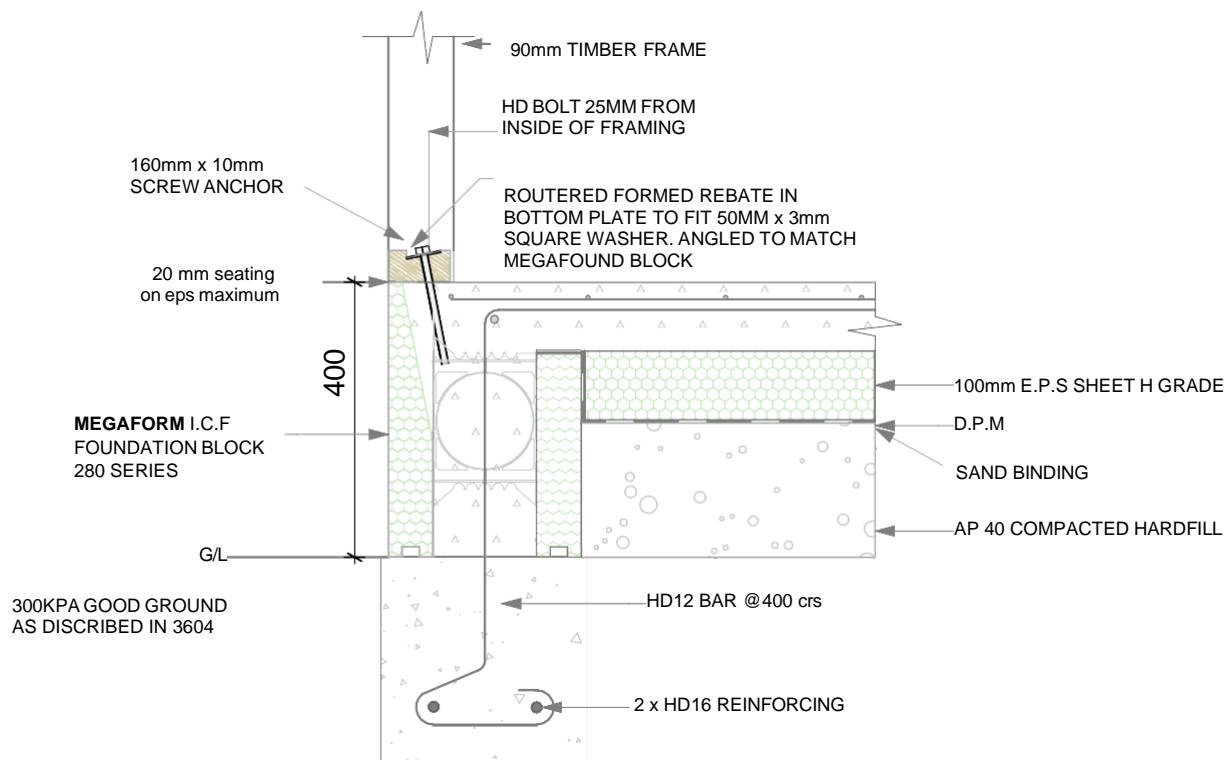 90mm TIMBER FRAME
HD BOLT 25MM FROM
INSIDE OF FRAMING
160mm x 10mm
SCREW ANCHOR
ROUTERED FORMED REBATE IN
BOTTOM PLATE TO FIT 50MM x 3mm
SQUARE WASHER. ANGLED TO MATCH
MEGAFOUND BLOCK
20 mm seating
on eps maximum
400
100mm E.P.S SHEET H GRADE
MEGAFORM I.C.F
FOUNDATION BLOCK
280 SERIES
D.P.M
SAND BINDING
AP 40 COMPACTED HARDFILL
G/L
300KPA GOOD GROUND
AS DISCRIBED IN 3604
HD12 BAR @400 crs
2 x HD16 REINFORCING